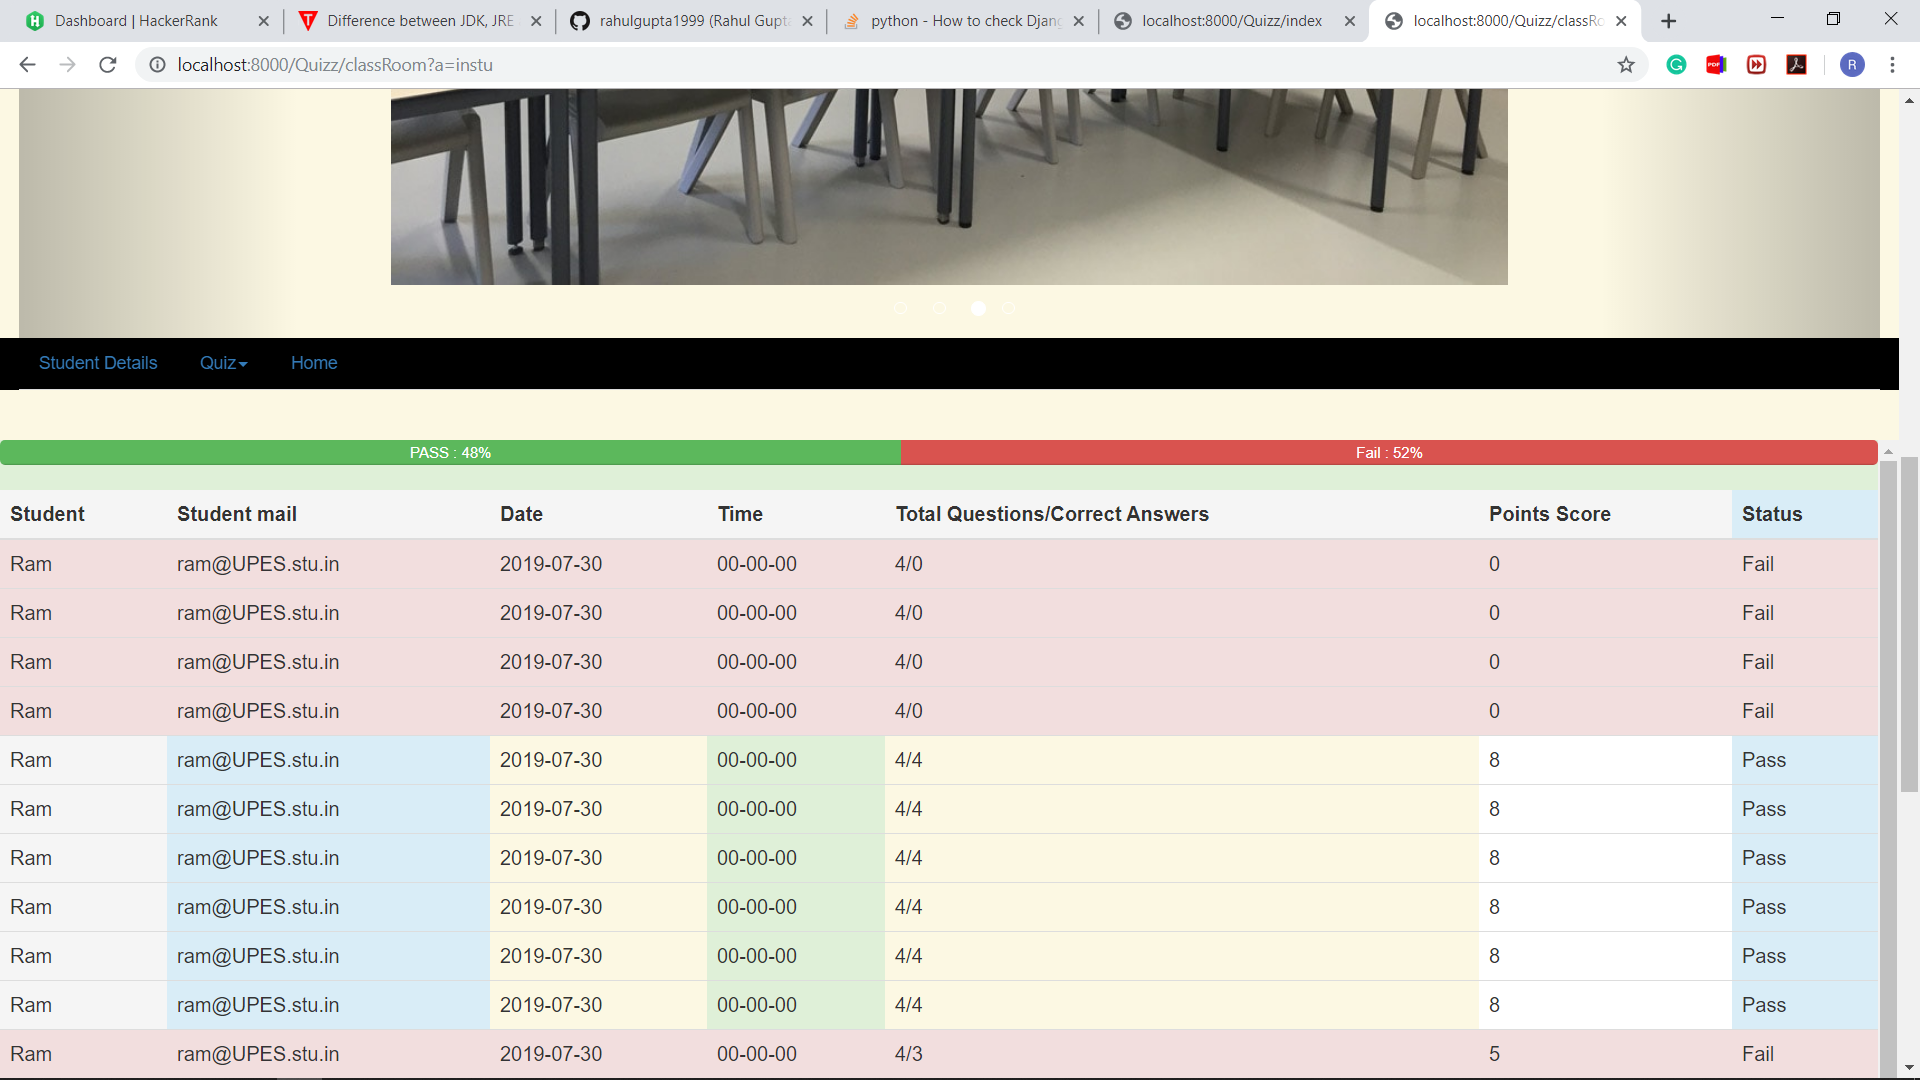 Dashboard | HackerRank
Difference between JDK, JRE
rahulgupta1999 (Rahul Gupt
python - How to check Djan
localhost:8000/Quizz/index
localhost:8000/Quizz/classRo
localhost:8000/Quizz/classRoom?a=instu
PDF
R
Student Details Quiz Home
PASS : 48% Fail : 52%
Student Student mail Date Time Total Questions/Correct Answers Points Score Status
Ram ram@UPES.stu.in 2019-07-30 00-00-00 4/0 0 Fail
Ram ram@UPES.stu.in 2019-07-30 00-00-00 4/0 0 Fail
Ram ram@UPES.stu.in 2019-07-30 00-00-00 4/0 0 Fail
Ram ram@UPES.stu.in 2019-07-30 00-00-00 4/0 0 Fail
Ram ram@UPES.stu.in 2019-07-30 00-00-00 4/4 8 Pass
Ram ram@UPES.stu.in 2019-07-30 00-00-00 4/4 8 Pass
Ram ram@UPES.stu.in 2019-07-30 00-00-00 4/4 8 Pass
Ram ram@UPES.stu.in 2019-07-30 00-00-00 4/4 8 Pass
Ram ram@UPES.stu.in 2019-07-30 00-00-00 4/4 8 Pass
Ram ram@UPES.stu.in 2019-07-30 00-00-00 4/4 8 Pass
Ram ram@UPES.stu.in 2019-07-30 00-00-00 4/3 5 Fail